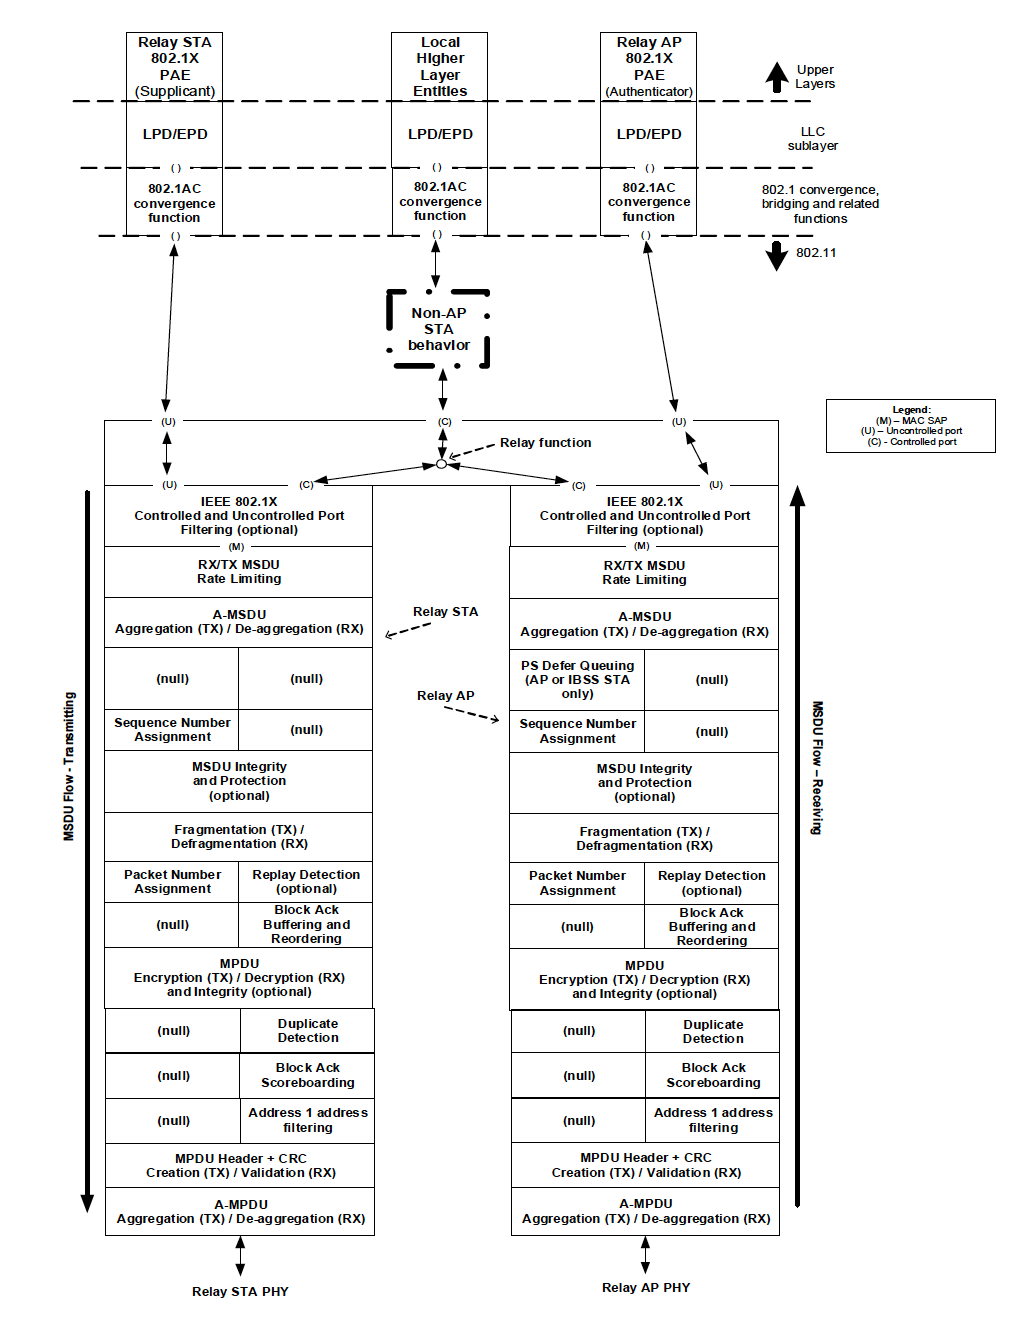 Relay STA
802.1X
PAE
(Supplicant)
Local
Higher
Layer
Entities
Relay AP
802.1X
PAE
(Authenticator)
Upper
Layers
LPD/EPD
LPD/EPD
LPD/EPD
LLC
sublayer
( )
( )
( )
802.1AC
convergence
function
802.1AC
convergence
function
802.1AC
convergence
function
802.1 convergence,
bridging and related
functions
( )
( )
( )
802.11
Non-AP
STA
behavior
Legend:
(M) – MAC SAP
(U) – Uncontrolled port
(C) - Controlled port
(U)
(C)
(U)
Relay function
(U)
(C)
(C)
(U)
IEEE 802.1X
Controlled and Uncontrolled Port
Filtering (optional)
(M)
RX/TX MSDU
Rate Limiting
A-MSDU
Aggregation (TX) / De-aggregation (RX)
(null)
(null)
Sequence Number
Assignment
(null)
MSDU Integrity
and Protection
(optional)
Fragmentation (TX) /
Defragmentation (RX)
Packet Number
Assignment
Replay Detection
(optional)
(null)
Block Ack
Buffering and
Reordering
MPDU
Encryption (TX) / Decryption (RX)
and Integrity (optional)
(null)
Duplicate
Detection
(null)
Block Ack
Scoreboarding
(null)
Address 1 address
filtering
MPDU Header + CRC
Creation (TX) / Validation (RX)
A-MPDU
Aggregation (TX) / De-aggregation (RX)
Relay STA PHY
MSDU Flow - Transmitting
Relay STA
Relay AP
IEEE 802.1X
Controlled and Uncontrolled Port
Filtering (optional)
(M)
RX/TX MSDU
Rate Limiting
A-MSDU
Aggregation (TX) / De-aggregation (RX)
PS Defer Queuing
(AP or IBSS STA
only)
(null)
Sequence Number
Assignment
(null)
MSDU Integrity
and Protection
(optional)
Fragmentation (TX) /
Defragmentation (RX)
Packet Number
Assignment
Replay Detection
(optional)
(null)
Block Ack
Buffering and
Reordering
MPDU
Encryption (TX) / Decryption (RX)
and Integrity (optional)
(null)
Duplicate
Detection
(null)
Block Ack
Scoreboarding
(null)
Address 1 address
filtering
MPDU Header + CRC
Creation (TX) / Validation (RX)
A-MPDU
Aggregation (TX) / De-aggregation (RX)
Relay AP PHY
MSDU Flow – Receiving